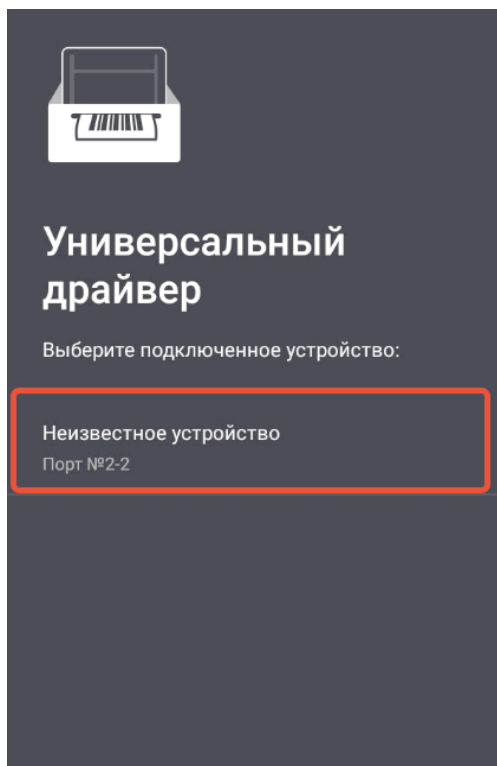 Универсальный
драйвер
Выберите подключенное устройство:
Неизвестное устройство
Порт №2-2